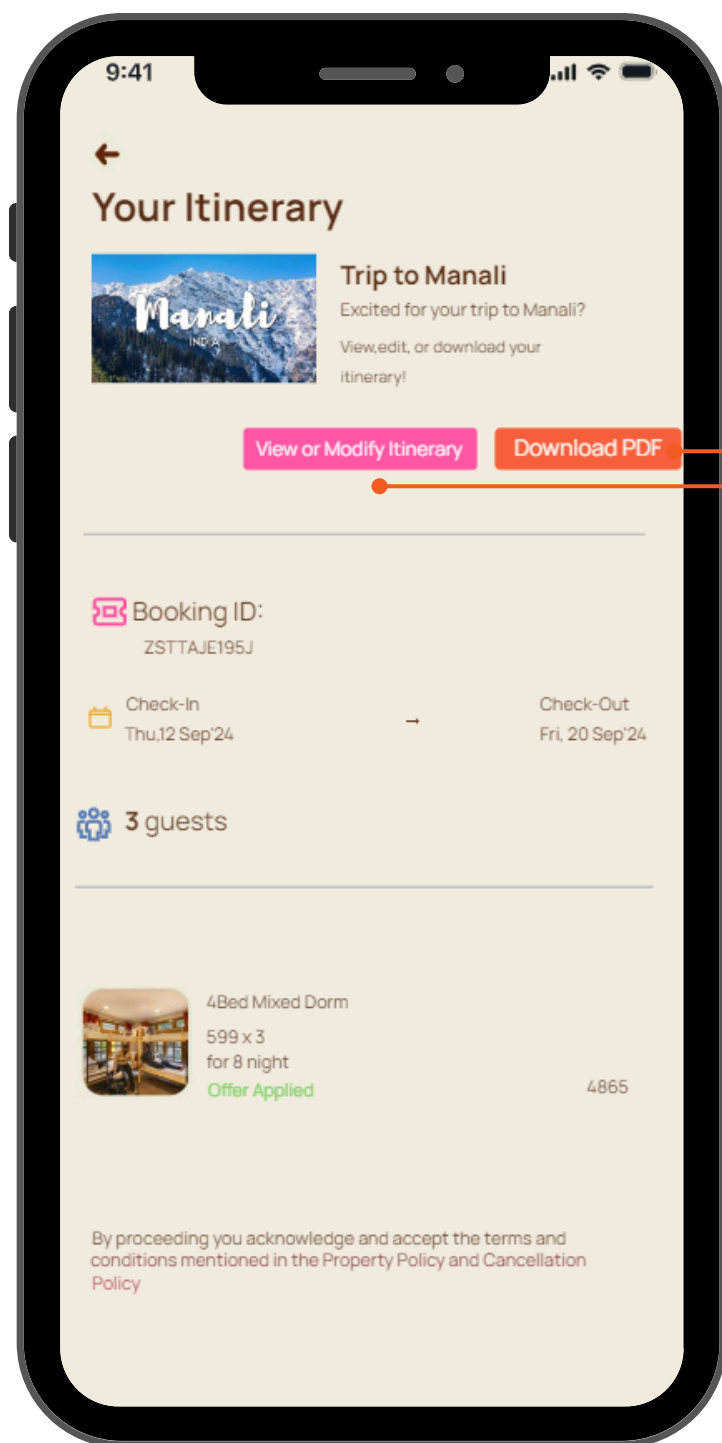 9:41
Your Itinerary
Manali
INDIA
Trip to Manali
Excited for your trip to Manali?
View,edit, or download your
itinerary!
View or Modify Itinerary
Download PDF
Booking ID:
ZSTTAJE195J
Check-In
Thu,12 Sep'24
→
Check-Out
Fri, 20 Sep'24
3 guests
4Bed Mixed Dorm
599 x 3
for 8 night
Offer Applied
4865
By proceeding you acknowledge and accept the terms and
conditions mentioned in the Property Policy and Cancellation
Policy